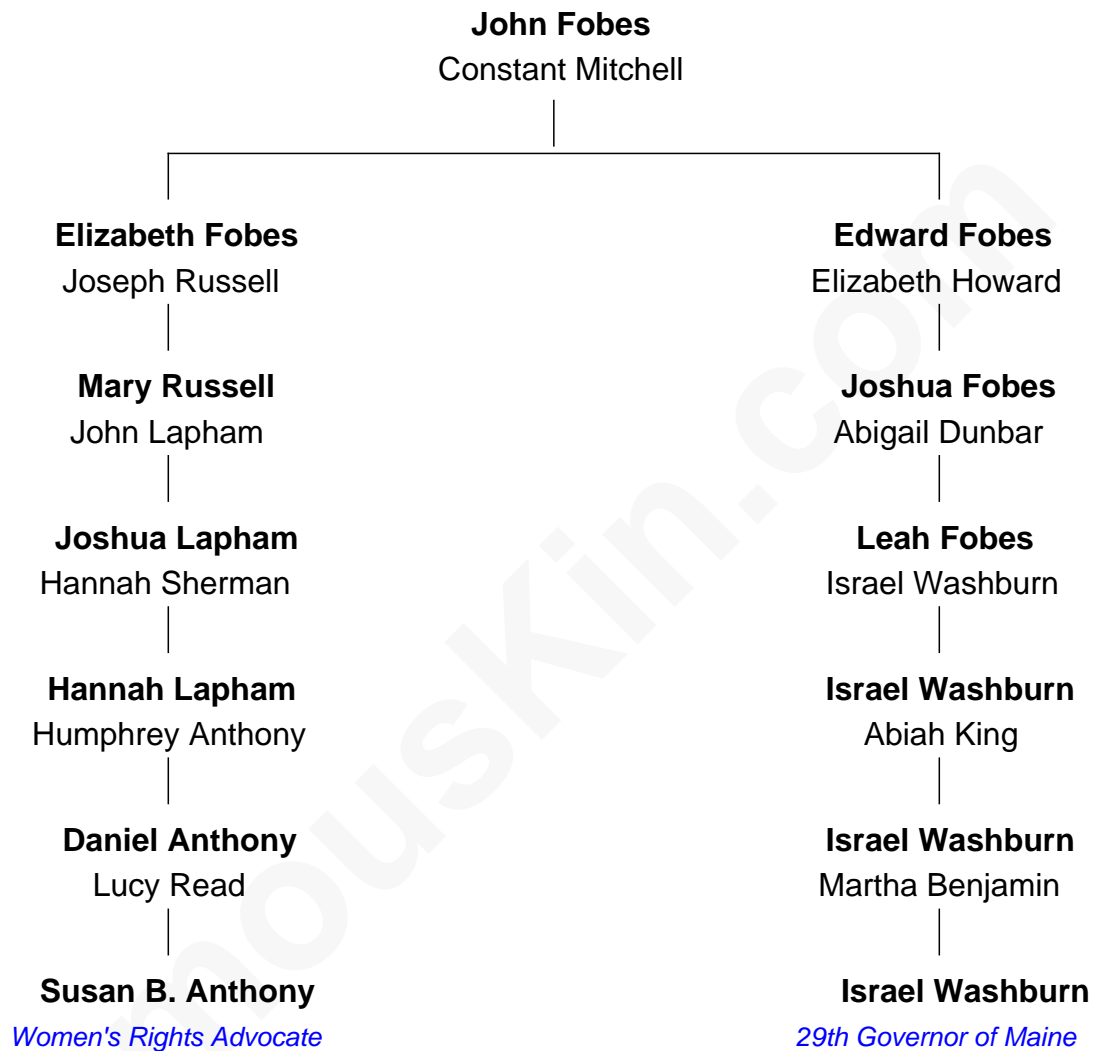 John Fobes
Constant Mitchell
Elizabeth Fobes
Joseph Russell
Edward Fobes
Elizabeth Howard
Mary Russell
John Lapham
Joshua Fobes
Abigail Dunbar
Joshua Lapham
Hannah Sherman
Leah Fobes
Israel Washburn
Hannah Lapham
Humphrey Anthony
Israel Washburn
Abiah King
Daniel Anthony
Lucy Read
Israel Washburn
Martha Benjamin
Susan B. Anthony
Women's Rights Advocate
Israel Washburn
29th Governor of Maine
mousKin.com